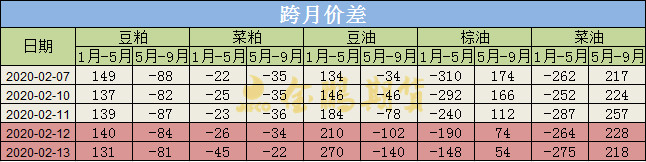 跨月价差
日期 豆粕 菜粕 豆油 棕油 菜油
1月-5月 5月-9月 1月-5月 5月-9月 1月-5月 5月-9月 1月-5月 5月-9月 1月-5月 5月-9月
2020-02-07 149 -88 -22 -35 134 -34 -310 174 -262 217
2020-02-10 137 -82 -25 -35 146 -46 -292 166 -252 224
2020-02-11 139 -87 -23 -36 184 -78 -240 112 -287 257
2020-02-12 140 -84 -26 -34 210 -102 -190 74 -264 228
2020-02-13 131 -81 -45 -22 270 -140 -148 54 -275 218